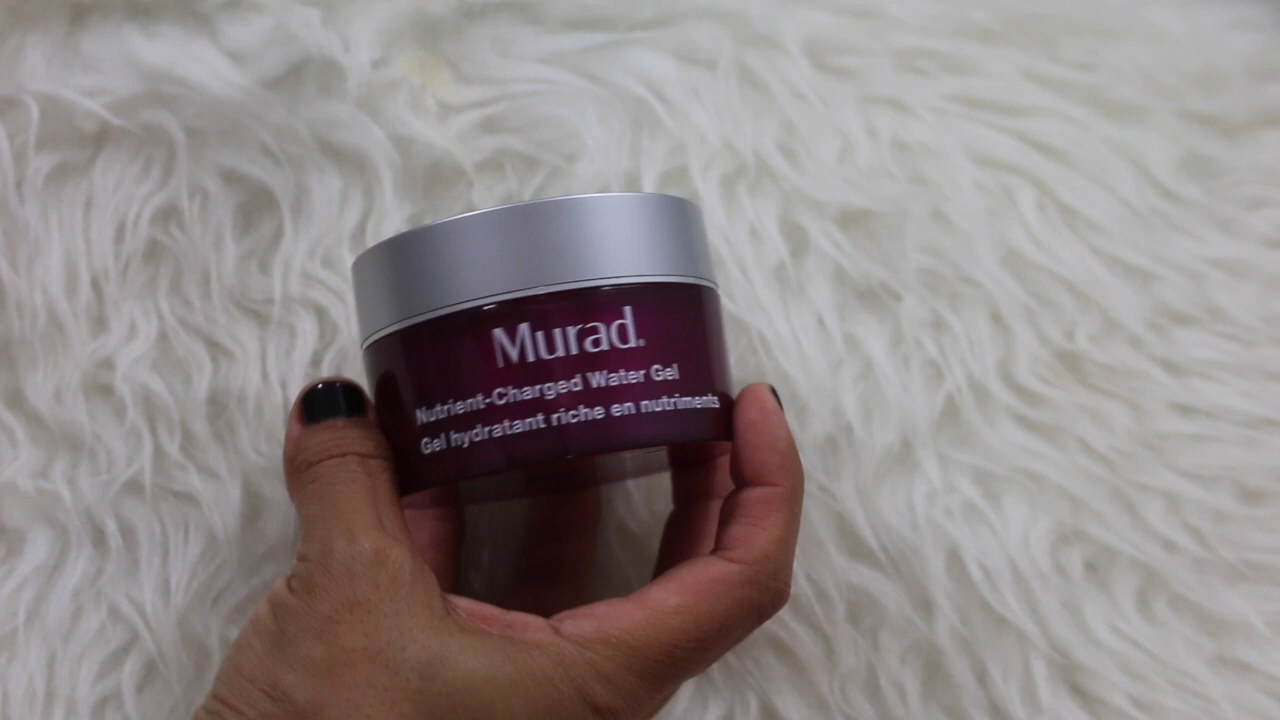 Murad.
Nutrient-Charged Water Gel
Gel hydratant riche en nutriments